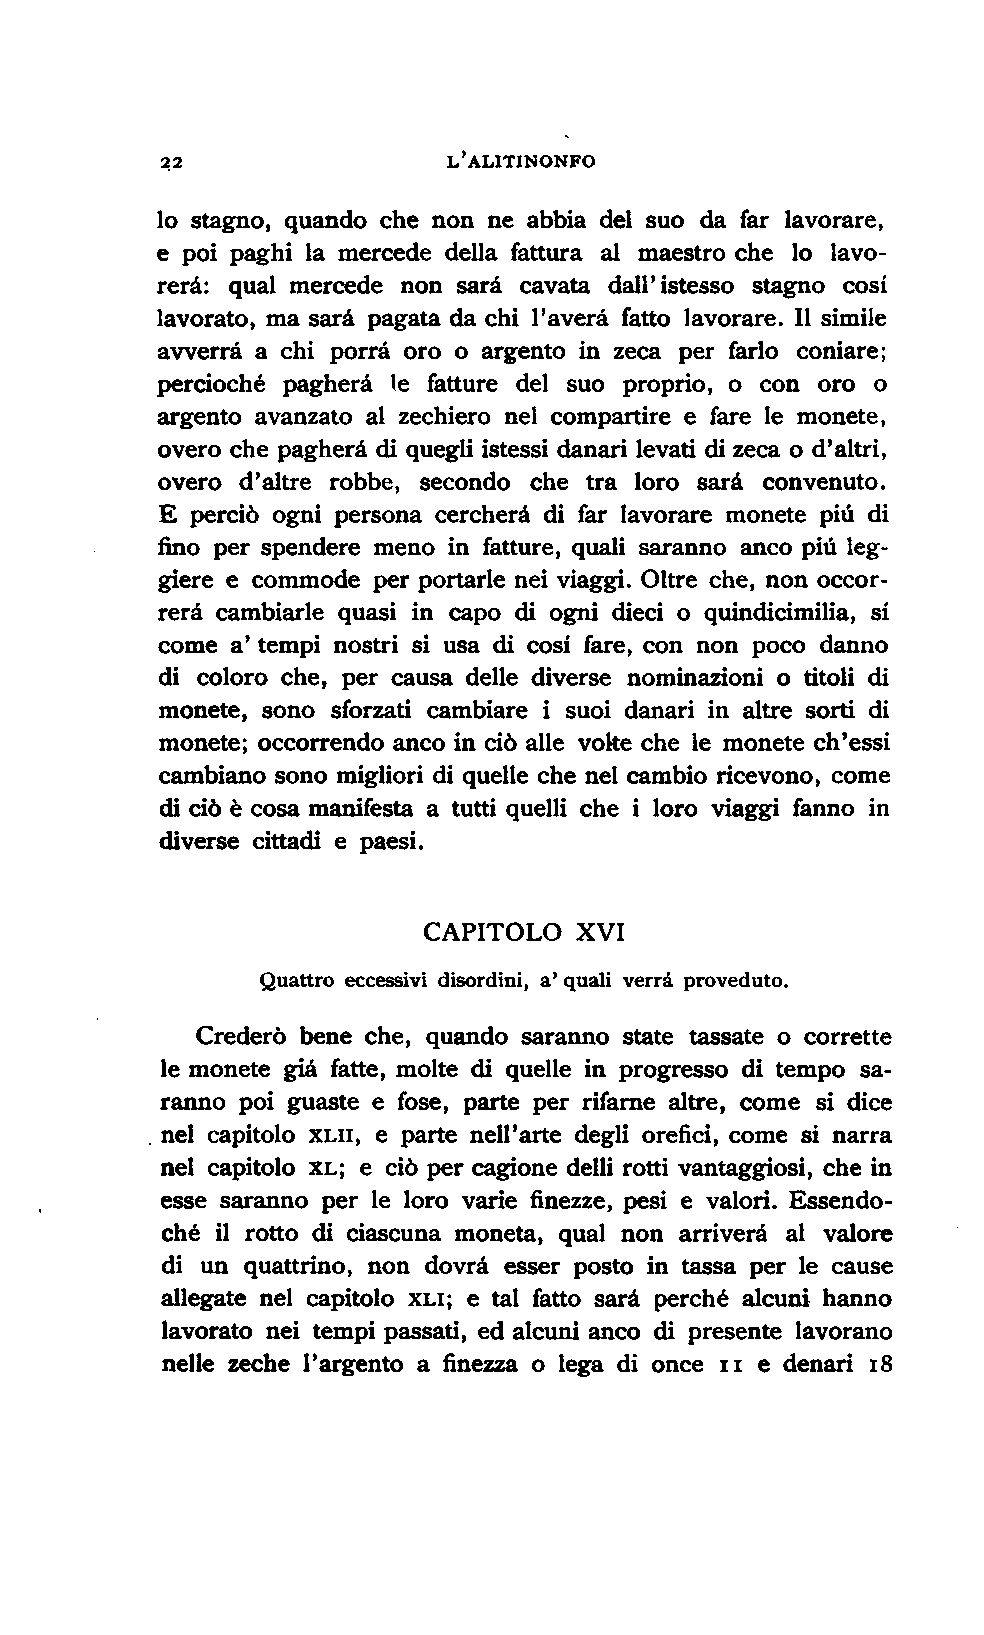 22 L'ALITINONFO
lo stagno, quando che non ne abbia del suo da far lavorare,
e poi paghi la mercede della fattura al maestro che lo lavo-
rerá: qual mercede non sará cavata dall'istesso stagno cosí
lavorato, ma sará pagata da chi l'averá fatto lavorare. Il simile
avverrá a chi porrá oro o argento in zeca per farlo coniare;
percioché pagherá le fatture del suo proprio, o con oro o
argento avanzato al zechiero nel compartire e fare le monete,
overo che pagherá di quegli istessi danari levati di zeca o d'altri,
overo d'altre robbe, secondo che tra loro sará convenuto.
E perciò ogni persona cercherá di far lavorare monete piú di
fino per spendere meno in fatture, quali saranno anco piú leg-
giere e commode per portarle nei viaggi. Oltre che, non occor-
rerá cambiarle quasi in capo di ogni dieci o quindicimilia, sí
come a' tempi nostri si usa di cosí fare, con non poco danno
di coloro che, per causa delle diverse nominazioni o titoli di
monete, sono sforzati cambiare i suoi danari in altre sorti di
monete; occorrendo anco in ciò alle volte che le monete ch'essi
cambiano sono migliori di quelle che nel cambio ricevono, come
di ciò è cosa manifesta a tutti quelli che i loro viaggi fanno in
diverse cittadi e paesi.
CAPITOLO XVI
Quattro eccessivi disordini, a' quali verrá proveduto.
Crederò bene che, quando saranno state tassate o corrette
le monete giá fatte, molte di quelle in progresso di tempo sa-
ranno poi guaste e fose, parte per rifarne altre, come si dice
nel capitolo XLII, e parte nell'arte degli orefici, come si narra
nel capitolo XL; e ciò per cagione delli rotti vantaggiosi, che in
esse saranno per le loro varie finezze, pesi e valori. Essendo-
ché il rotto di ciascuna moneta, qual non arriverá al valore
di un quattrino, non dovrá esser posto in tassa per le cause
allegate nel capitolo XLI; e tal fatto sará perché alcuni hanno
lavorato nei tempi passati, ed alcuni anco di presente lavorano
nelle zeche l'argento a finezza o lega di once 11 e denari 18